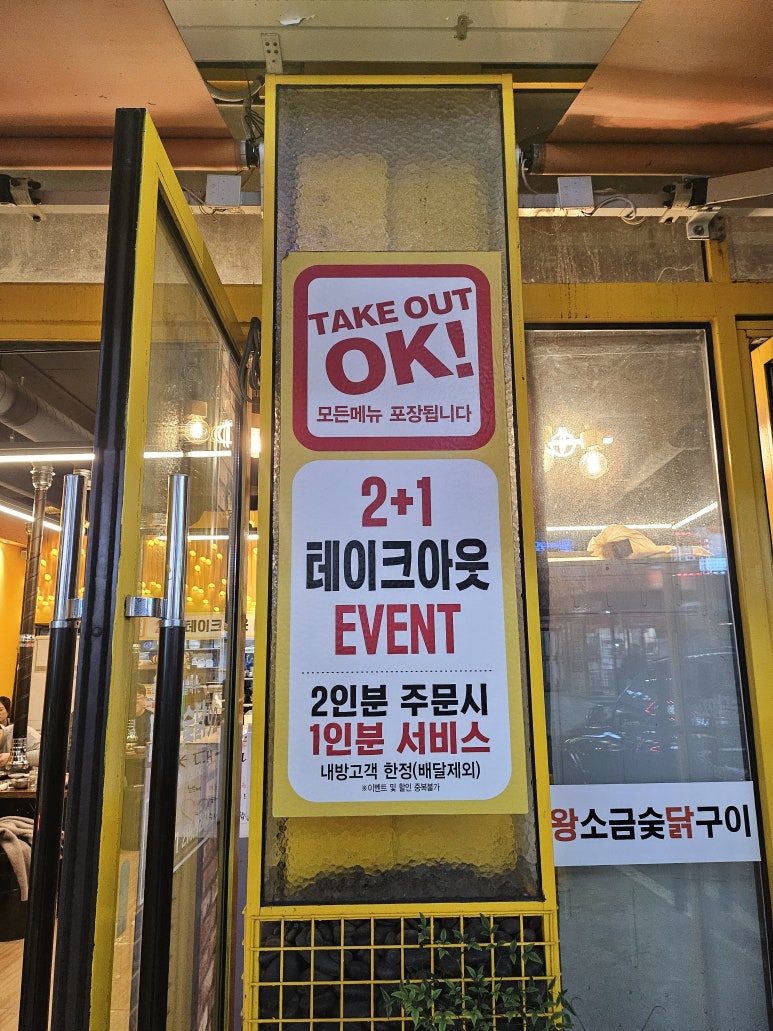 TAKE OUT
OK!
모든메뉴 포장됩니다
2+1
테이크아웃
EVENT
2인분 주문시
1인분 서비스
내방고객 한정(배달제외)
※이벤트 및 할인 중복불가
왕소금숯닭구이
테이크